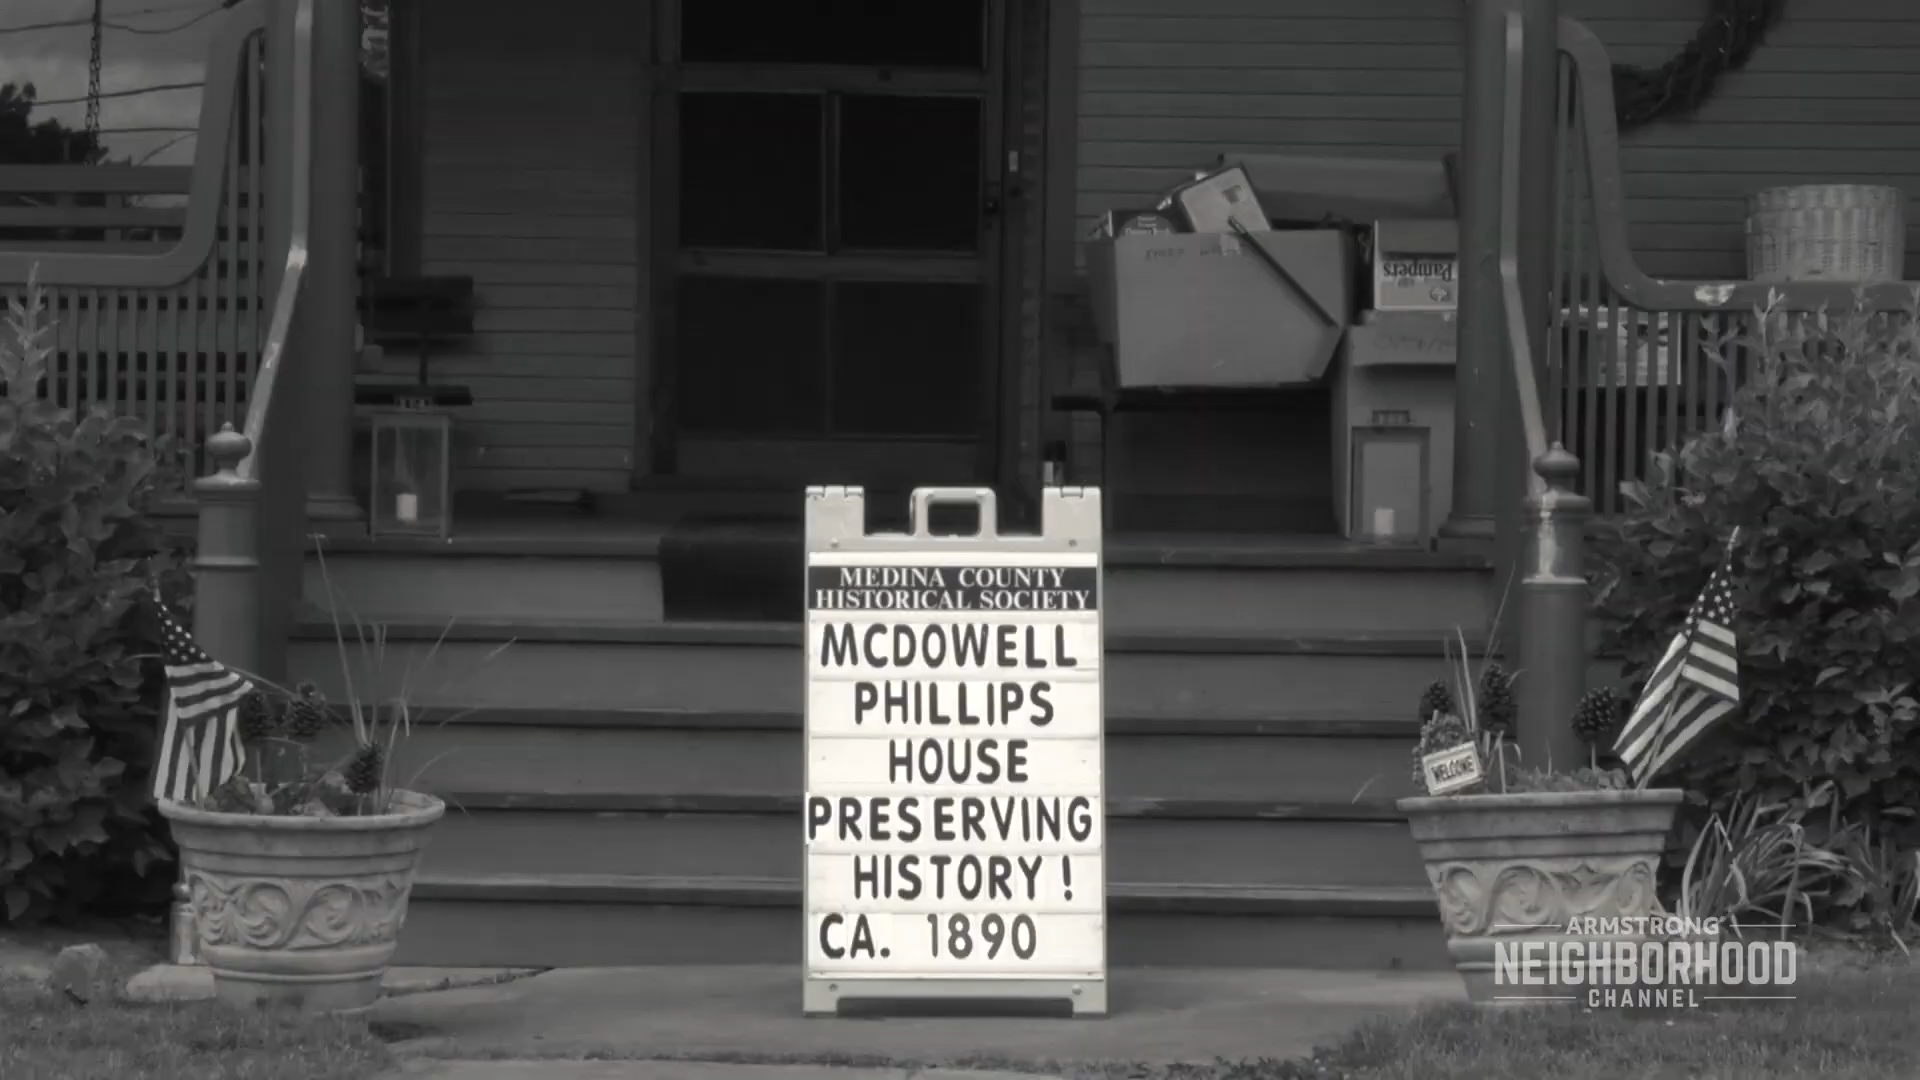 Pampers
MEDINA COUNTY
HISTORICAL SOCIETY
MCDOWELL
PHILLIPS
HOUSE
PRESERVING
HISTORY!
CA. 1890
WELCOME
ARMSTRONG
NEIGHBORHOOD
CHANNEL